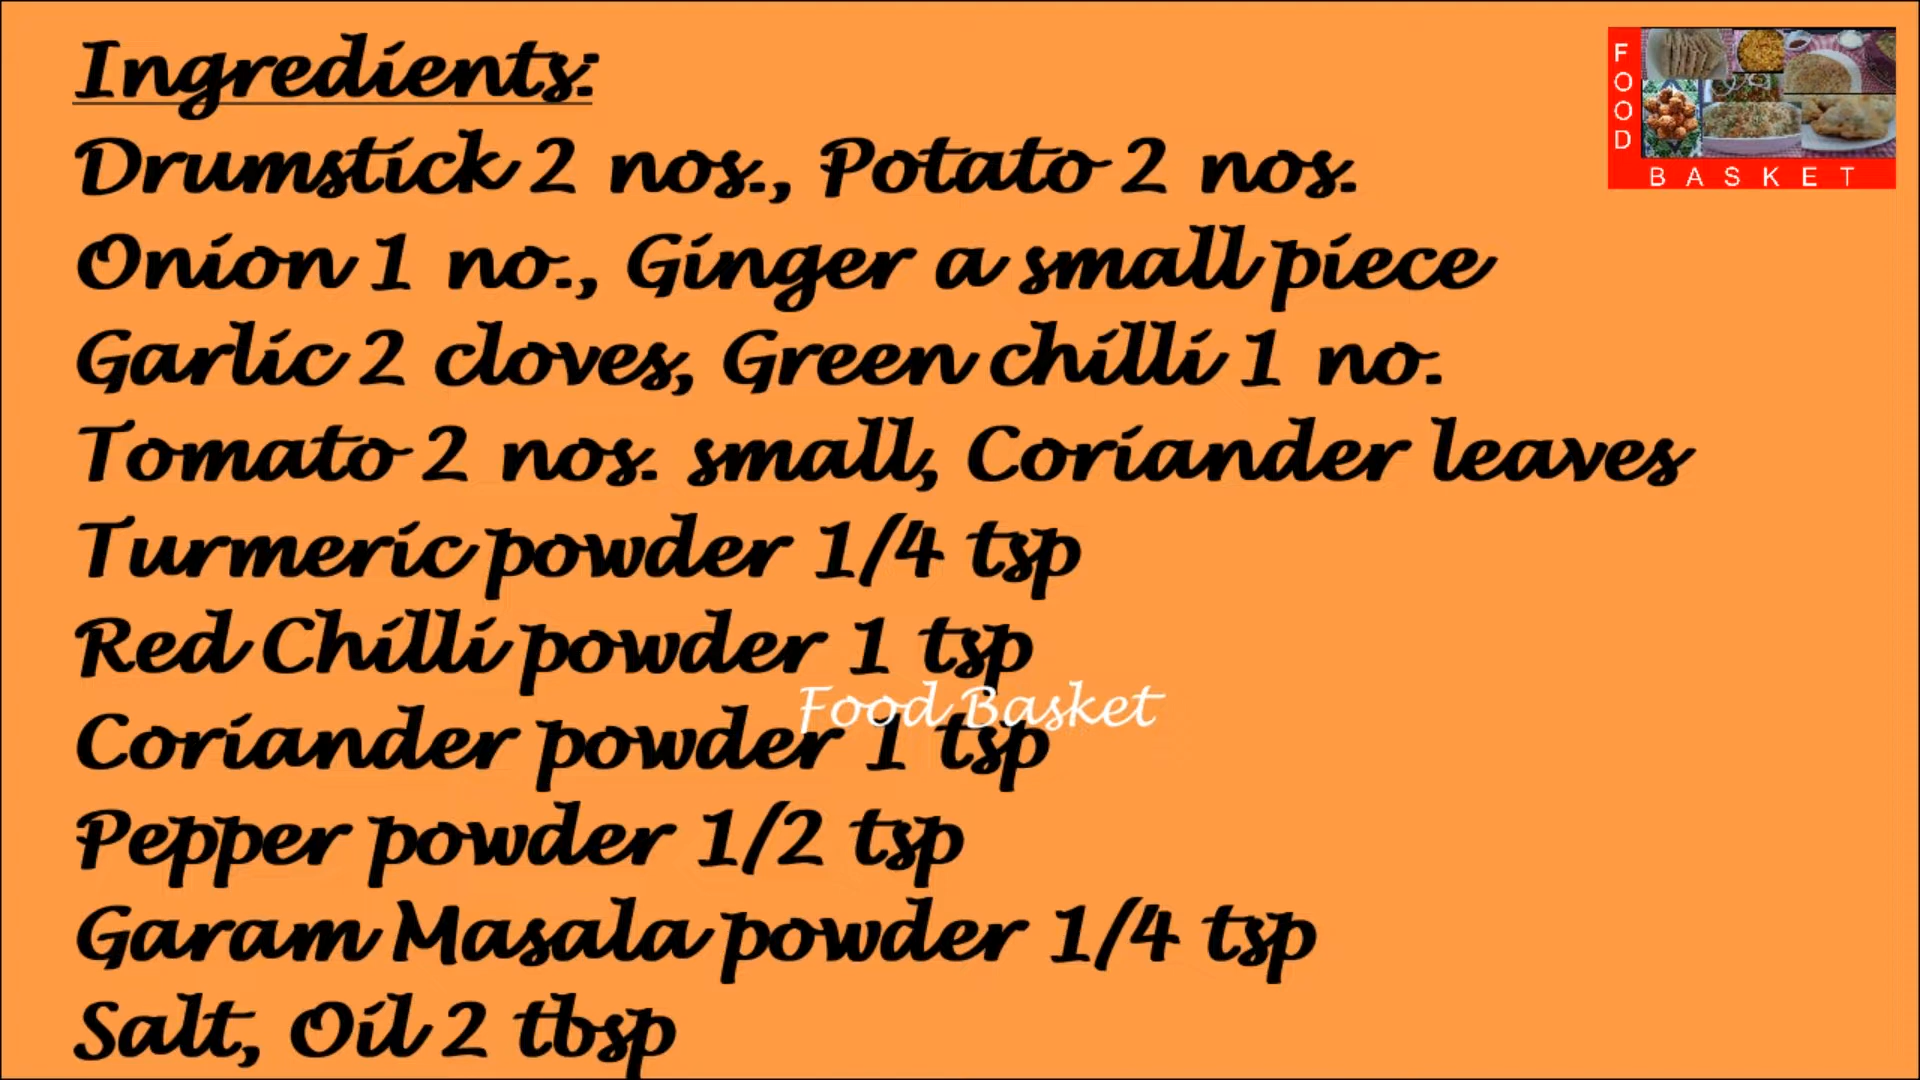 Ingredients:
Drumstick 2 nos., Potato 2 nos.
Onion 1 no., Ginger a small piece
Garlic 2 cloves, Green chilli 1 no.
Tomato 2 nos. small, Coriander leaves
Turmeric powder 1/4 tsp
Red Chilli powder 1 tsp
Food Basket
Coriander powder 1 tsp
Pepper powder 1/2 tsp
Garam Masala powder 1/4 tsp
Salt, Oil 2 tbsp
FOOD
BASKET